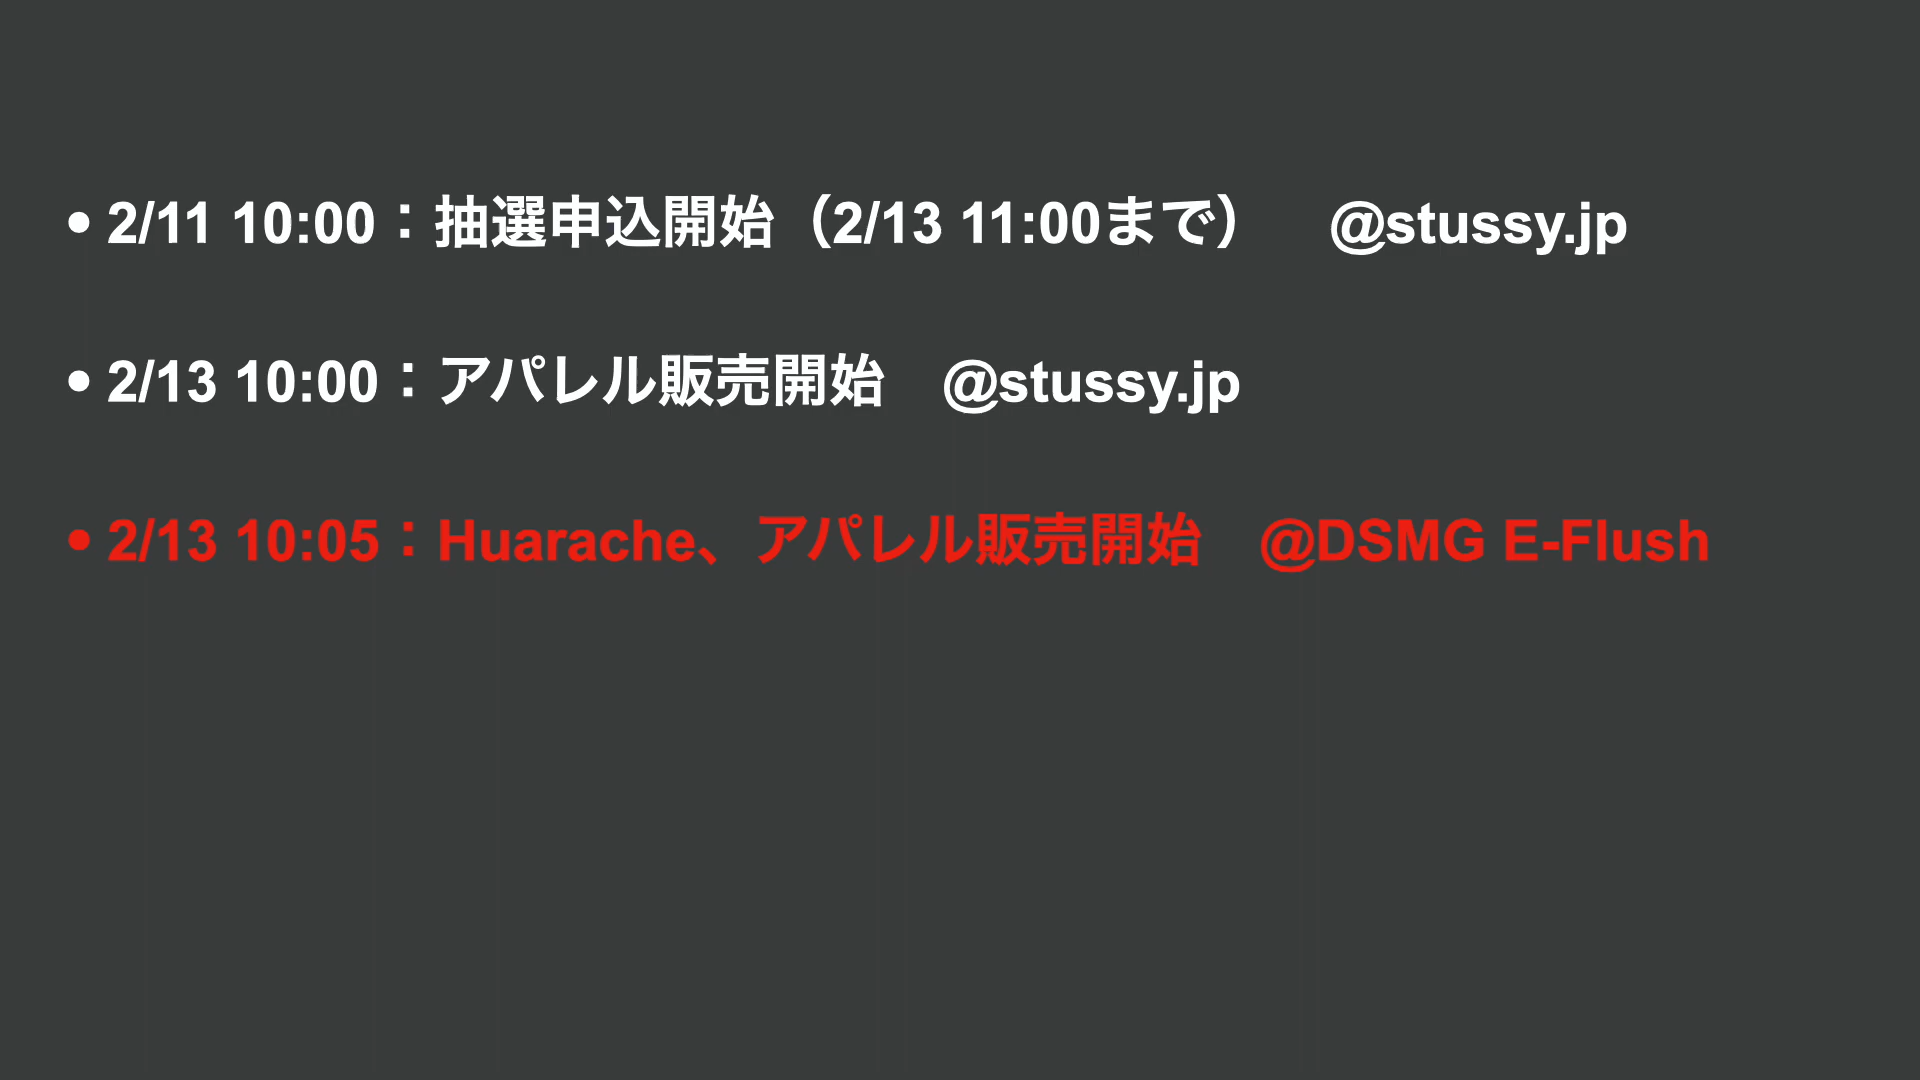 • 2/11 10:00：抽選申込開始（2/13 11:00まで）　@stussy.jp
• 2/13 10:00：アパレル販売開始　@stussy.jp
• 2/13 10:05：Huarache、アパレル販売開始　@DSMG E-Flush